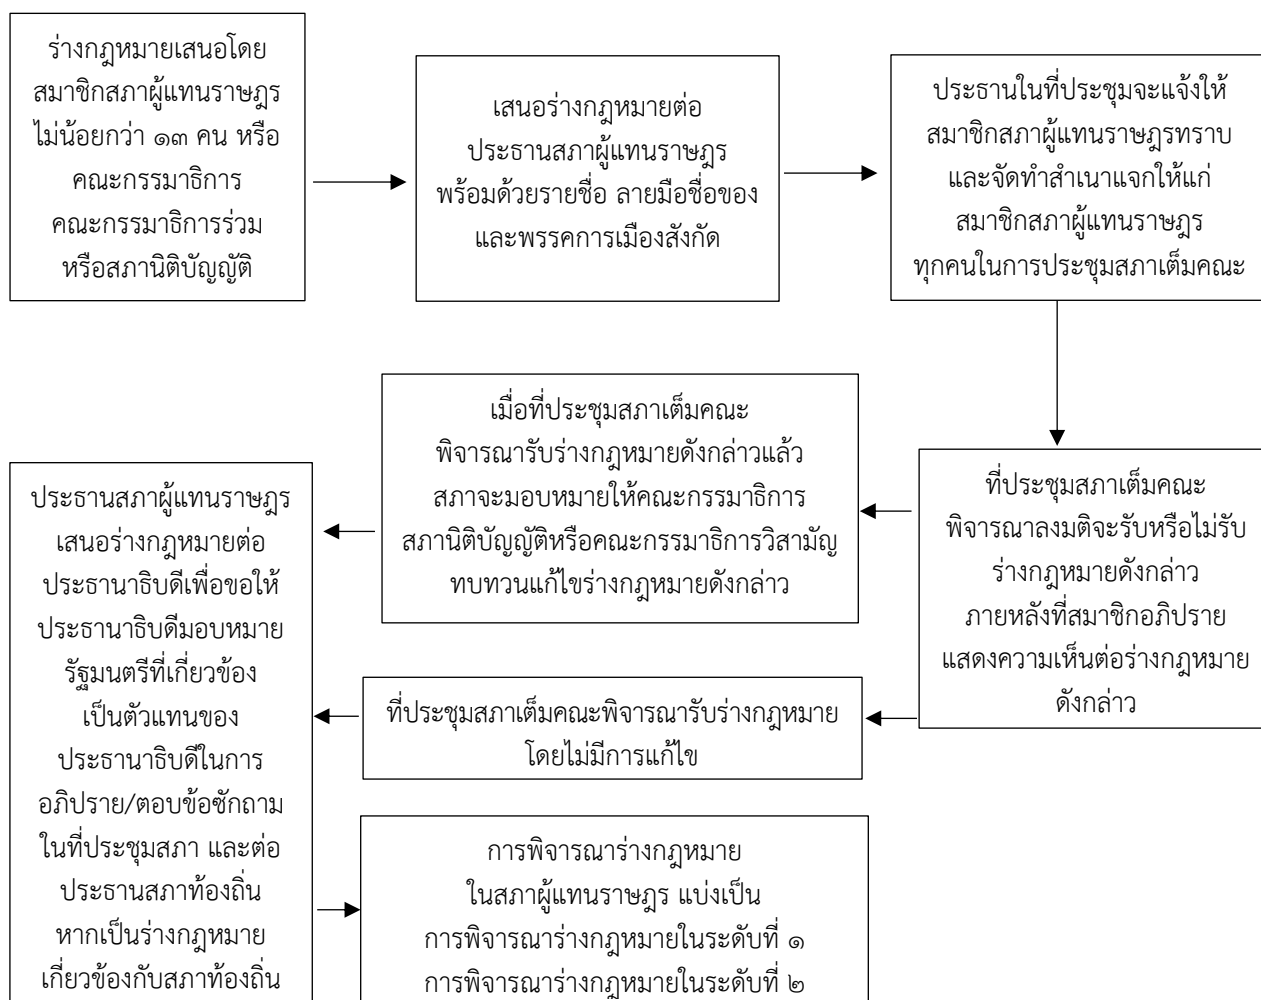 ร่างกฎหมายเสนอโดย
สมาชิกสภาผู้แทนราษฎร
ไม่น้อยกว่า ๑๓ คน หรือ
คณะกรรมาธิการ
คณะกรรมาธิการร่วม
หรือสภานิติบัญญัติ
เสนอร่างกฎหมายต่อ
ประธานสภาผู้แทนราษฎร
พร้อมด้วยรายชื่อ ลายมือชื่อของ
และพรรคการเมืองสังกัด
ประธานในที่ประชุมจะแจ้งให้
สมาชิกสภาผู้แทนราษฎรทราบ
และจัดทำสำเนาแจกให้แก่
สมาชิกสภาผู้แทนราษฎร
ทุกคนในการประชุมสภาเต็มคณะ
ที่ประชุมสภาเต็มคณะ
พิจารณาลงมติจะรับหรือไม่รับ
ร่างกฎหมายดังกล่าว
ภายหลังที่สมาชิกอภิปราย
แสดงความเห็นต่อร่างกฎหมาย
ดังกล่าว
เมื่อที่ประชุมสภาเต็มคณะ
พิจารณารับร่างกฎหมายดังกล่าวแล้ว
สภาจะมอบหมายให้คณะกรรมาธิการ
สภานิติบัญญัติหรือคณะกรรมาธิการวิสามัญ
ทบทวนแก้ไขร่างกฎหมายดังกล่าว
ที่ประชุมสภาเต็มคณะพิจารณารับร่างกฎหมาย
โดยไม่มีการแก้ไข
ประธานสภาผู้แทนราษฎร
เสนอร่างกฎหมายต่อ
ประธานาธิบดีเพื่อขอให้
ประธานาธิบดีมอบหมาย
รัฐมนตรีที่เกี่ยวข้อง
เป็นตัวแทนของ
ประธานาธิบดีในการ
อภิปราย/ตอบข้อซักถาม
ในที่ประชุมสภา และต่อ
ประธานสภาท้องถิ่น
หากเป็นร่างกฎหมาย
เกี่ยวข้องกับสภาท้องถิ่น
การพิจารณาร่างกฎหมาย
ในสภาผู้แทนราษฎร แบ่งเป็น
การพิจารณาร่างกฎหมายในระดับที่ ๑
การพิจารณาร่างกฎหมายในระดับที่ ๒